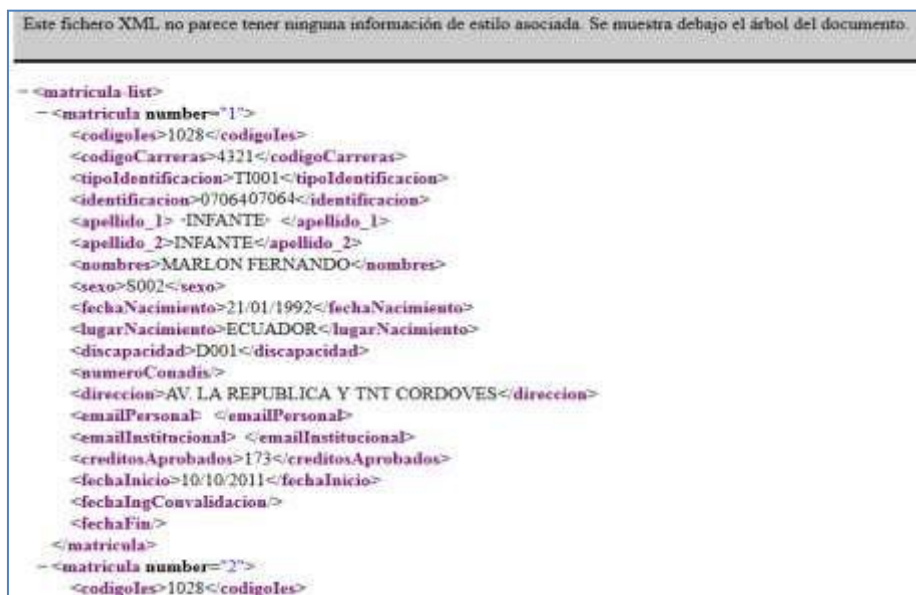 Este fichero XML no parece tener ninguna información de estilo asociada. Se muestra debajo el árbol del documento.
− <matricula-list>
− <matricula number="1">
<codigoIes>1028</codigoIes>
<codigoCarreras>4321</codigoCarreras>
<tipoIdentificacion>TI001</tipoIdentificacion>
<identificacion>0706407064</identificacion>
<apellido_1> -INFANTE- </apellido_1>
<apellido_2>INFANTE</apellido_2>
<nombres>MARLON FERNANDO</nombres>
<sexo>S002</sexo>
<fechaNacimiento>21/01/1992</fechaNacimiento>
<lugarNacimiento>ECUADOR</lugarNacimiento>
<discapacidad>D001</discapacidad>
<numeroConadis/>
<direccion>AV. LA REPUBLICA Y TNT CORDOVES</direccion>
<emailPersonal> </emailPersonal>
<emailInstitucional> </emailInstitucional>
<creditosAprobados>173</creditosAprobados>
<fechaInicio>10/10/2011</fechaInicio>
<fechaIngConvalidacion/>
<fechaFin/>
</matricula>
− <matricula number="2">
<codigoIes>1028</codigoIes>